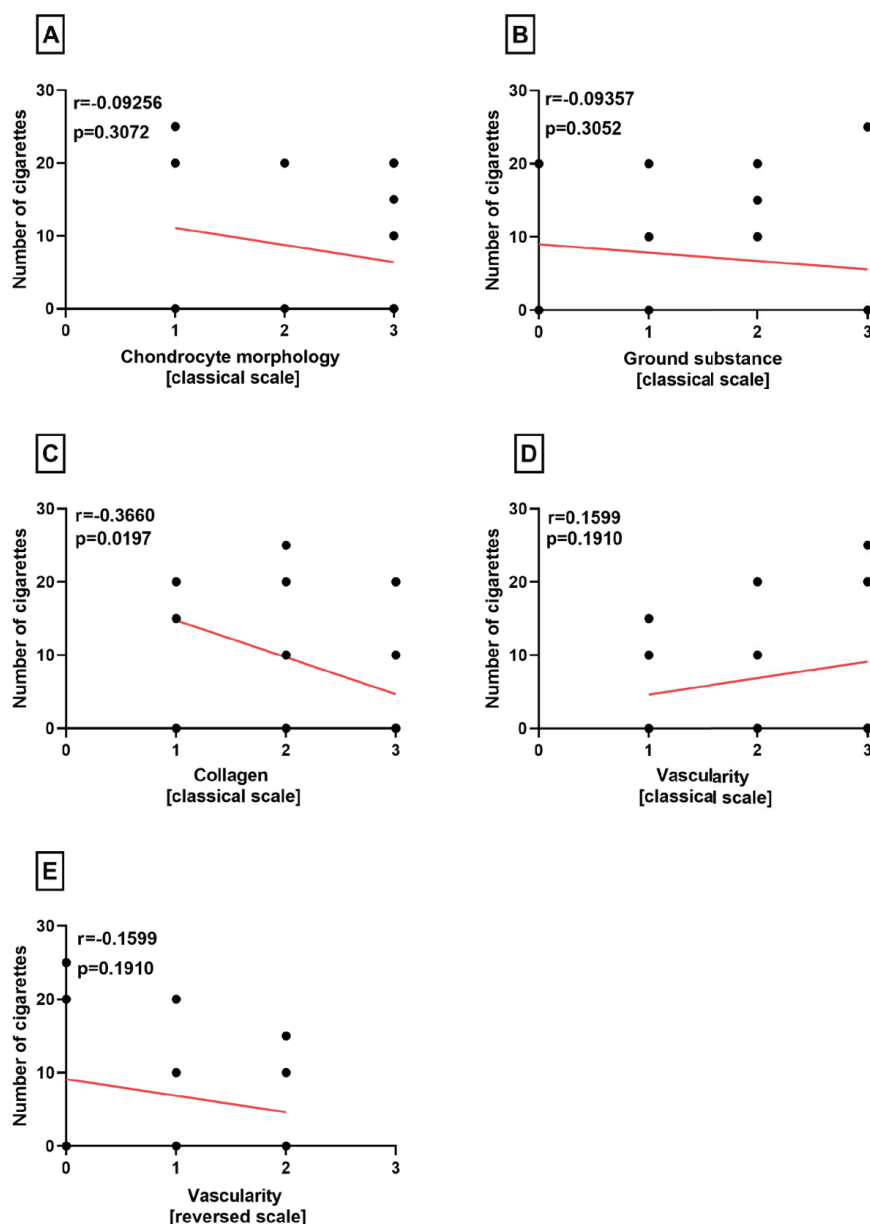 A
r=-0.09256
p=0.3072
Number of cigarettes
30
20
10
0
0 1 2 3
Chondrocyte morphology
[classical scale]
B
r=-0.09357
p=0.3052
Number of cigarettes
30
20
10
0
0 1 2 3
Ground substance
[classical scale]
C
r=-0.3660
p=0.0197
Number of cigarettes
30
20
10
0
0 1 2 3
Collagen
[classical scale]
D
r=0.1599
p=0.1910
Number of cigarettes
30
20
10
0
0 1 2 3
Vascularity
[classical scale]
E
r=-0.1599
p=0.1910
Number of cigarettes
30
20
10
0
0 1 2 3
Vascularity
[reversed scale]